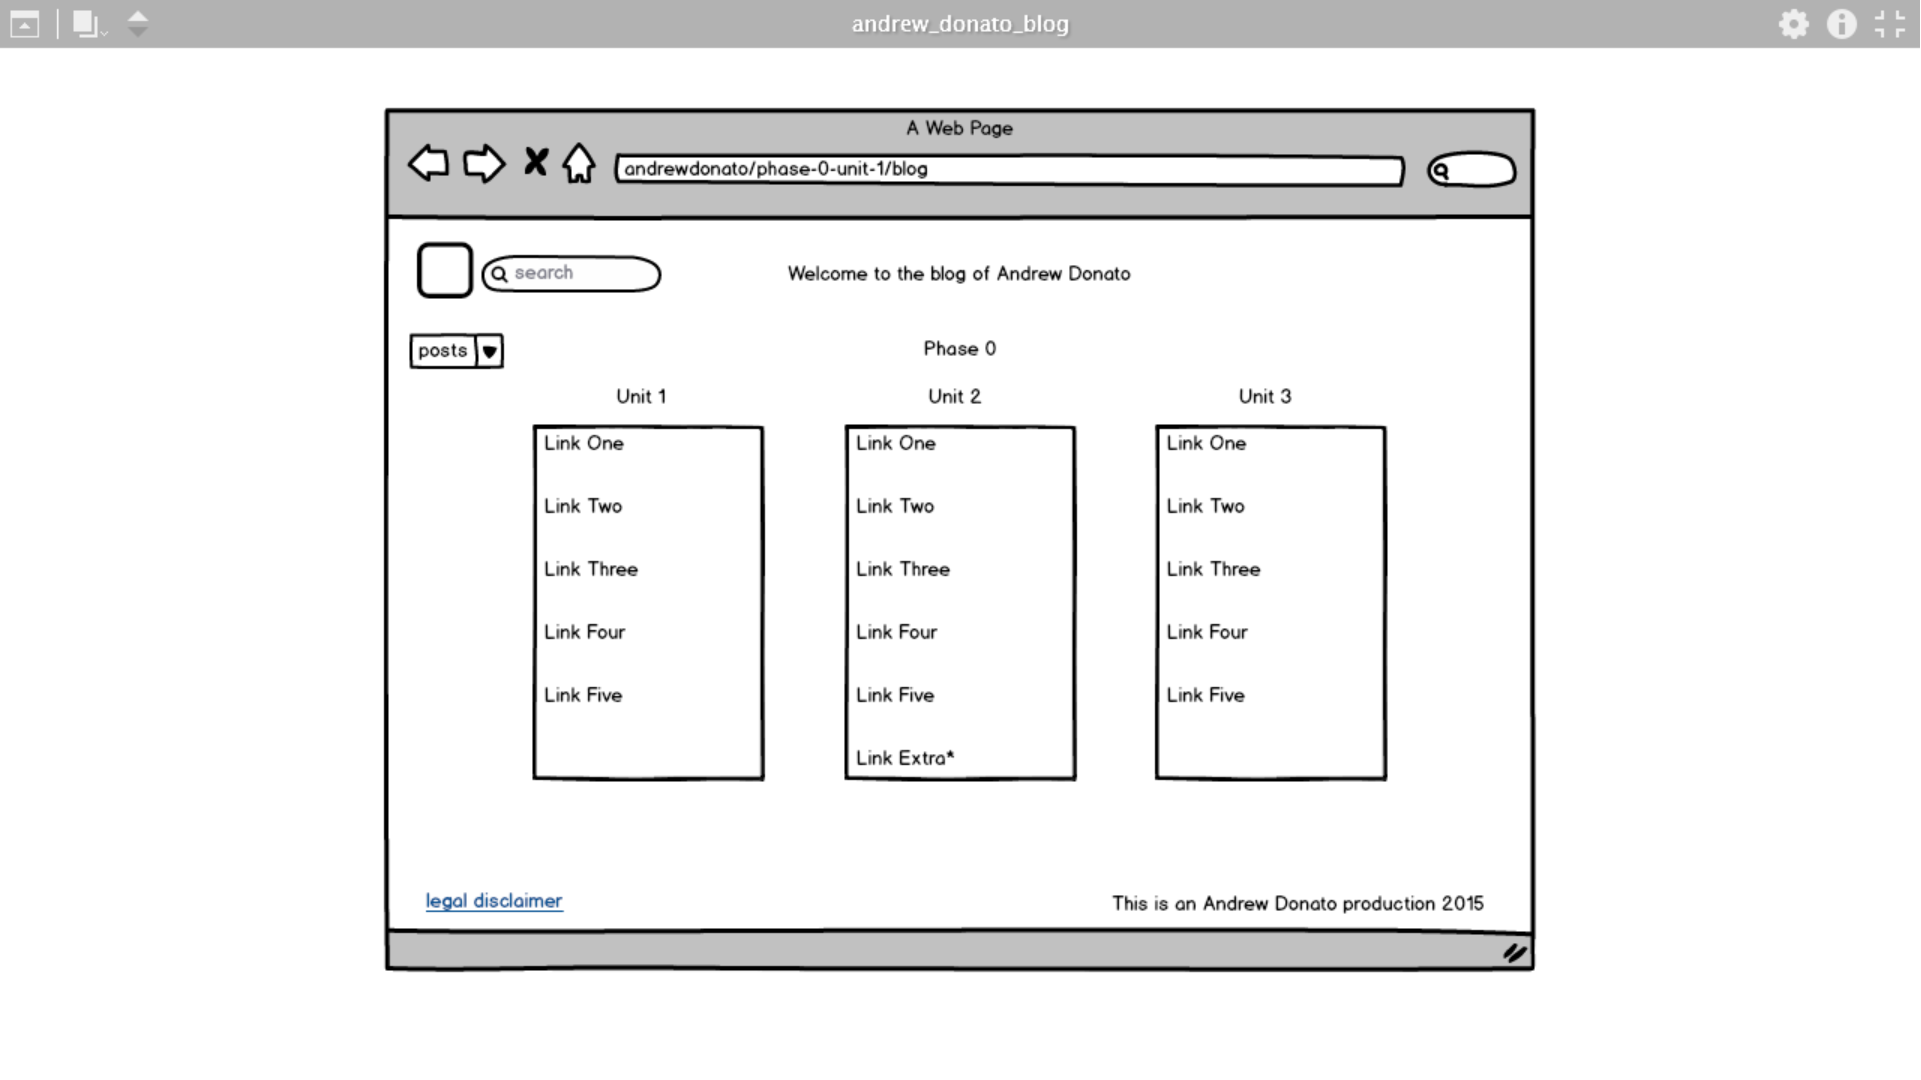 andrew_donato_blog
A Web Page
andrewdonato/phase-0-unit-1/blog
search
Welcome to the blog of Andrew Donato
posts
Phase 0
Unit 1
Link One
Link Two
Link Three
Link Four
Link Five
Unit 2
Link One
Link Two
Link Three
Link Four
Link Five
Link Extra*
Unit 3
Link One
Link Two
Link Three
Link Four
Link Five
legal disclaimer
This is an Andrew Donato production 2015